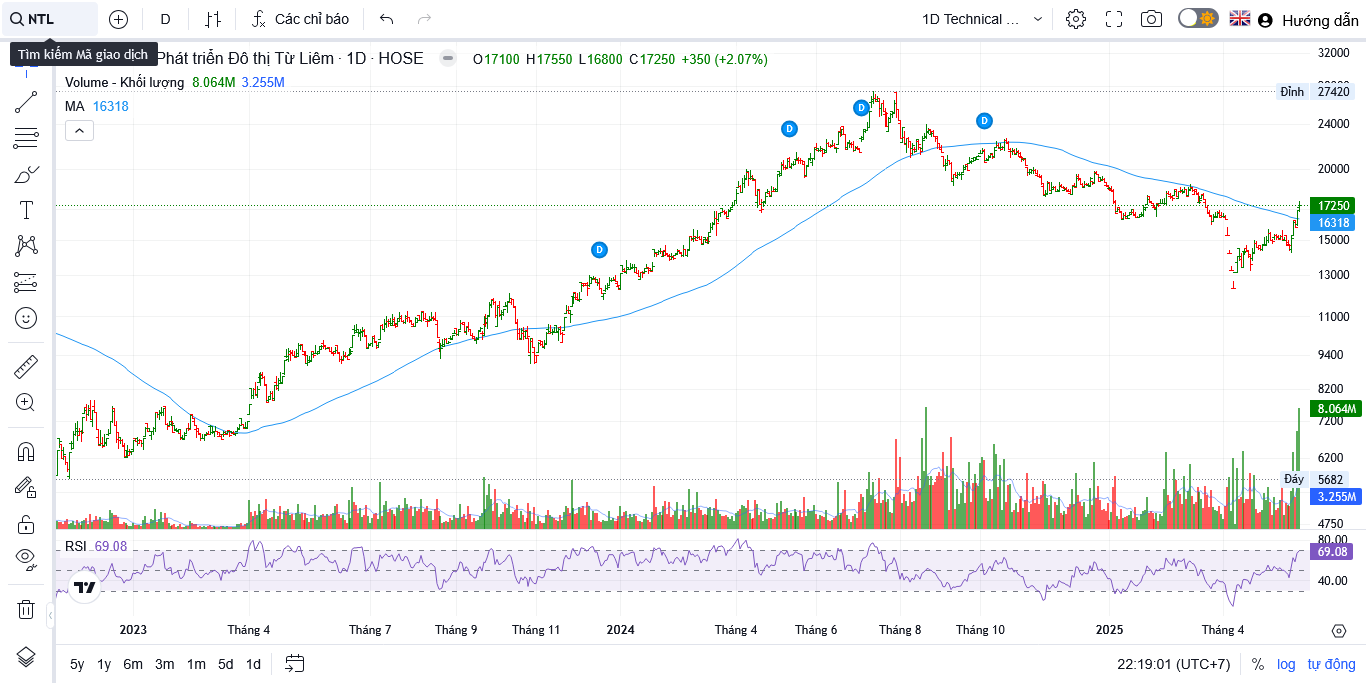 NTL
D
Các chỉ báo
1D Technical ...
Hướng dẫn
Tìm kiếm Mã giao dịch
Phát triển Đô thị Từ Liêm · 1D · HOSE
O17100 H17550 L16800 C17250 +350 (+2.07%)
Volume - Khối lượng 8.064M 3.255M
MA 16318
32000
Đỉnh 27420
24000
20000
17250
16318
15000
13000
11000
9400
8200
8.064M
7200
6200
Đáy 5682
3.255M
4750
D
D
D
D
RSI 69.08
80.00
69.08
40.00
2023 Tháng 4 Tháng 7 Tháng 9 Tháng 11 2024 Tháng 4 Tháng 6 Tháng 8 Tháng 10 2025 Tháng 4
5y 1y 6m 3m 1m 5d 1d
22:19:01 (UTC+7) % log tự động